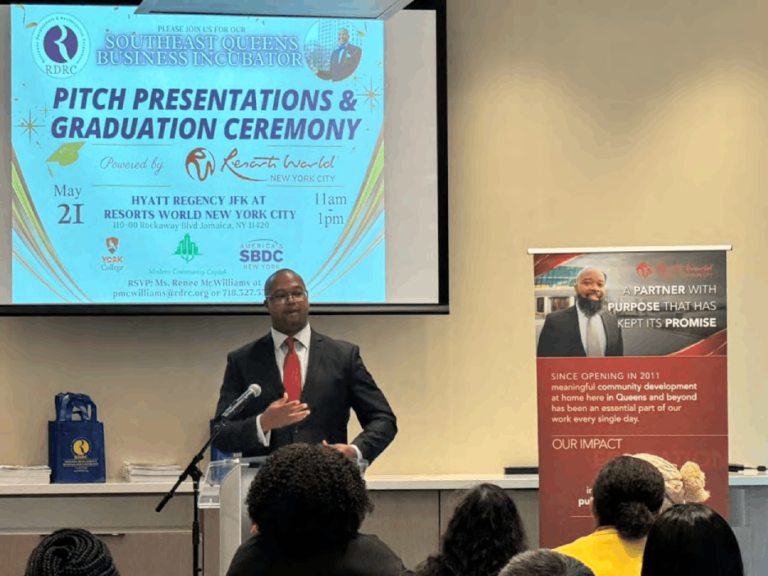 PLEASE JOIN US FOR OUR
SOUTHEAST QUEENS
BUSINESS INCUBATOR
RDRC
PITCH PRESENTATIONS &
GRADUATION CEREMONY
Powered by
Resorts World
NEW YORK CITY
May
21
HYATT REGENCY JFK AT
RESORTS WORLD NEW YORK CITY
110-00 Rockaway Blvd Jamaica, NY 11420
11am
-
1pm
YORK
College
Modern Community Capital
AMERICA'S
SBDC
NEW YORK
RSVP: Ms. Renee McWilliams at
pmcwilliams@rdrc.org or 718.527.5
A PARTNER WITH
PURPOSE THAT HAS
KEPT ITS PROMISE
SINCE OPENING IN 2011
meaningful community development
at home here in Queens and beyond
has been an essential part of our
work every single day.
OUR IMPACT